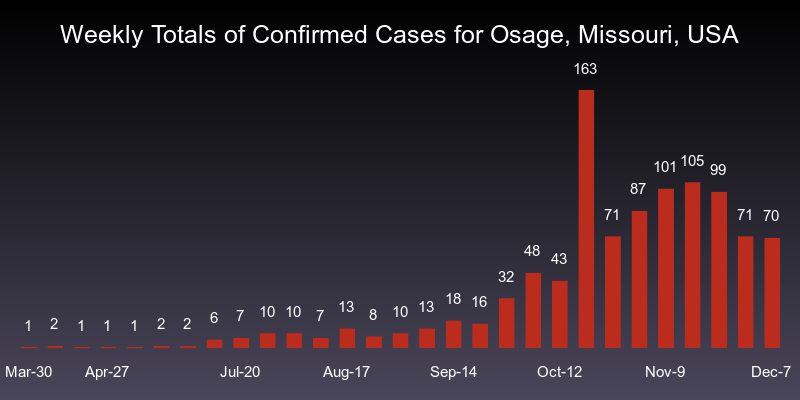 Weekly Totals of Confirmed Cases for Osage, Missouri, USA
163
101 105 99
87
71 71 70
48 43
32
1 2 1 1 1 2 2 6 7 10 10 7 13 8 10 13 18 16
Mar-30 Apr-27 Jul-20 Aug-17 Sep-14 Oct-12 Nov-9 Dec-7